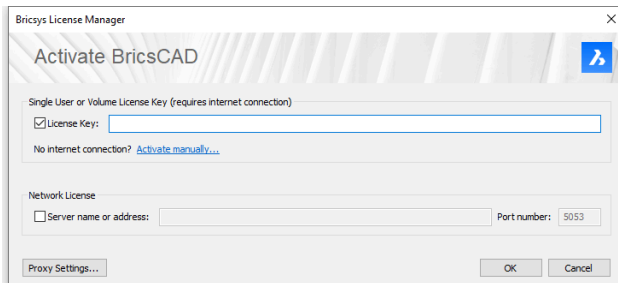 Bricsys License Manager
Activate BricsCAD
Single User or Volume License Key (requires internet connection)
License Key:
No internet connection? Activate manually...
Network License
Server name or address: Port number: 5053
Proxy Settings... OK Cancel